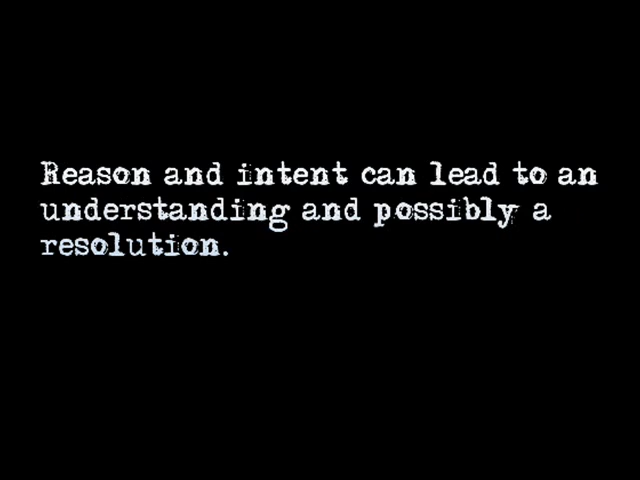 Reason and intent can lead to an
understanding and possibly a
resolution.